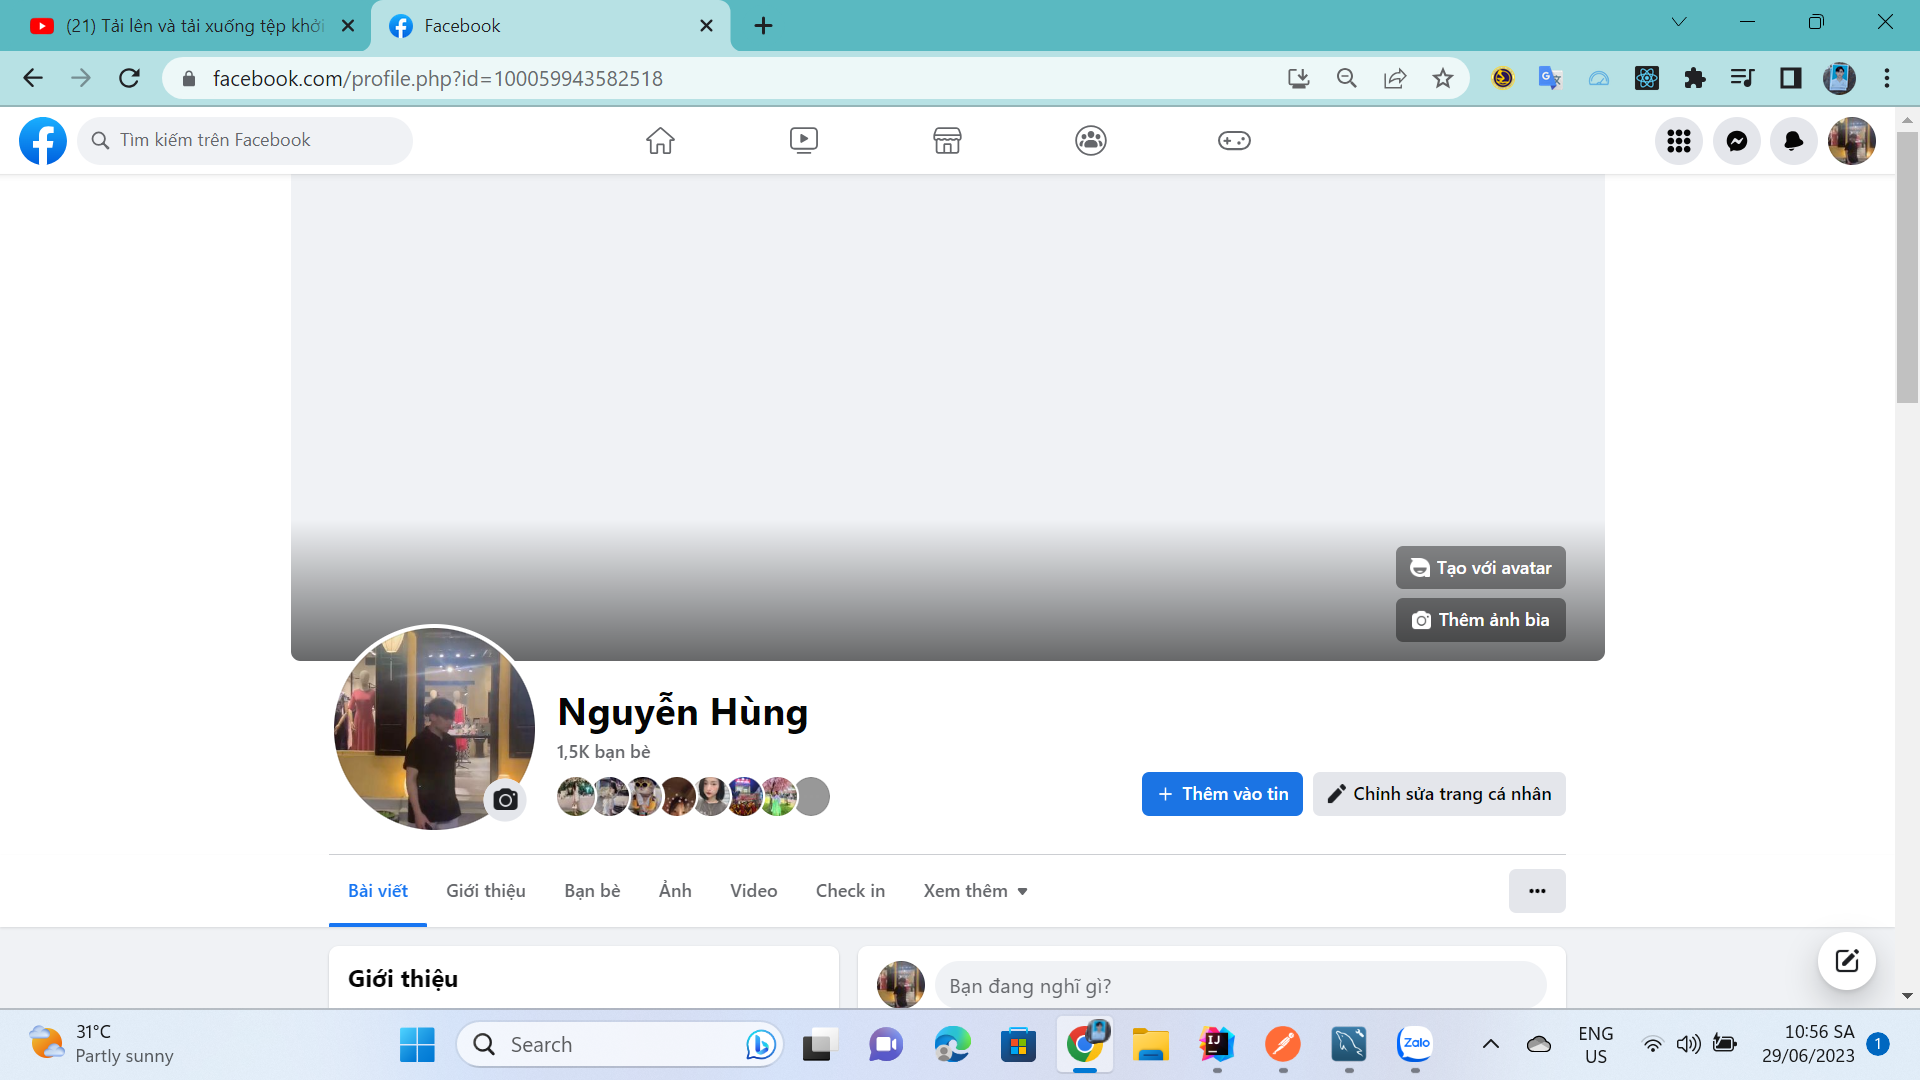 (21) Tải lên và tải xuống tệp khởi
Facebook
facebook.com/profile.php?id=100059943582518
Tìm kiếm trên Facebook
Tạo với avatar
Thêm ảnh bìa
Nguyễn Hùng
1,5K bạn bè
Thêm vào tin
Chỉnh sửa trang cá nhân
Bài viết
Giới thiệu
Bạn bè
Ảnh
Video
Check in
Xem thêm
Giới thiệu
Bạn đang nghĩ gì?
31°C
Partly sunny
Search
IJ
Zalo
ENG
US
10:56 SA
29/06/2023
1